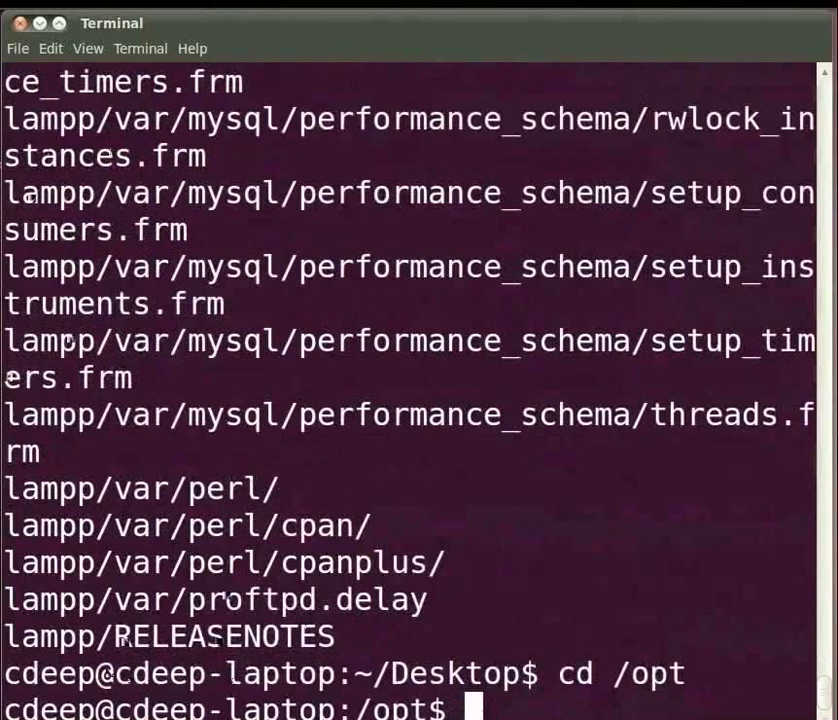 Terminal
File Edit View Terminal Help
ce_timers.frm
lampp/var/mysql/performance_schema/rwlock_in
stances.frm
lampp/var/mysql/performance_schema/setup_con
sumers.frm
lampp/var/mysql/performance_schema/setup_ins
truments.frm
lampp/var/mysql/performance_schema/setup_tim
ers.frm
lampp/var/mysql/performance_schema/threads.f
rm
lampp/var/perl/
lampp/var/perl/cpan/
lampp/var/perl/cpanplus/
lampp/var/proftpd.delay
lampp/RELEASENOTES
cdeep@cdeep-laptop:~/Desktop$ cd /opt
cdeep@cdeep-laptop:/opt$